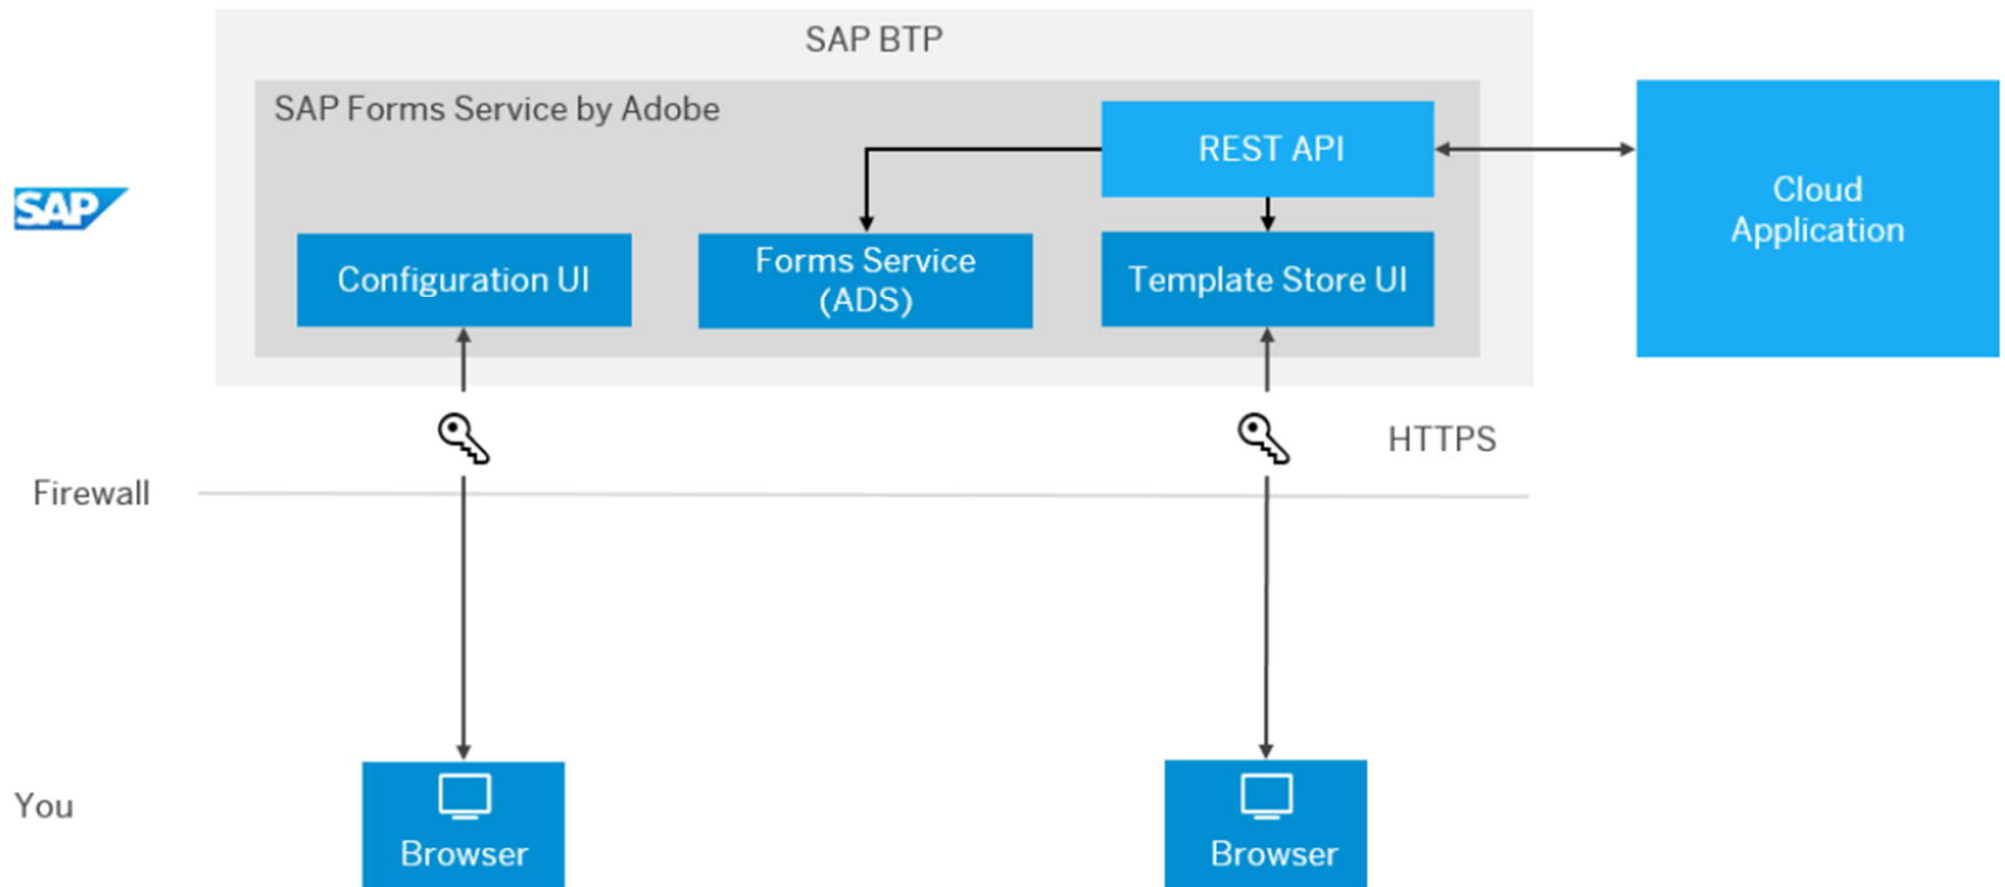 SAP BTP
SAP Forms Service by Adobe
REST API
Cloud
Application
SAP
Configuration UI
Forms Service
(ADS)
Template Store UI
HTTPS
Firewall
You
Browser
Browser